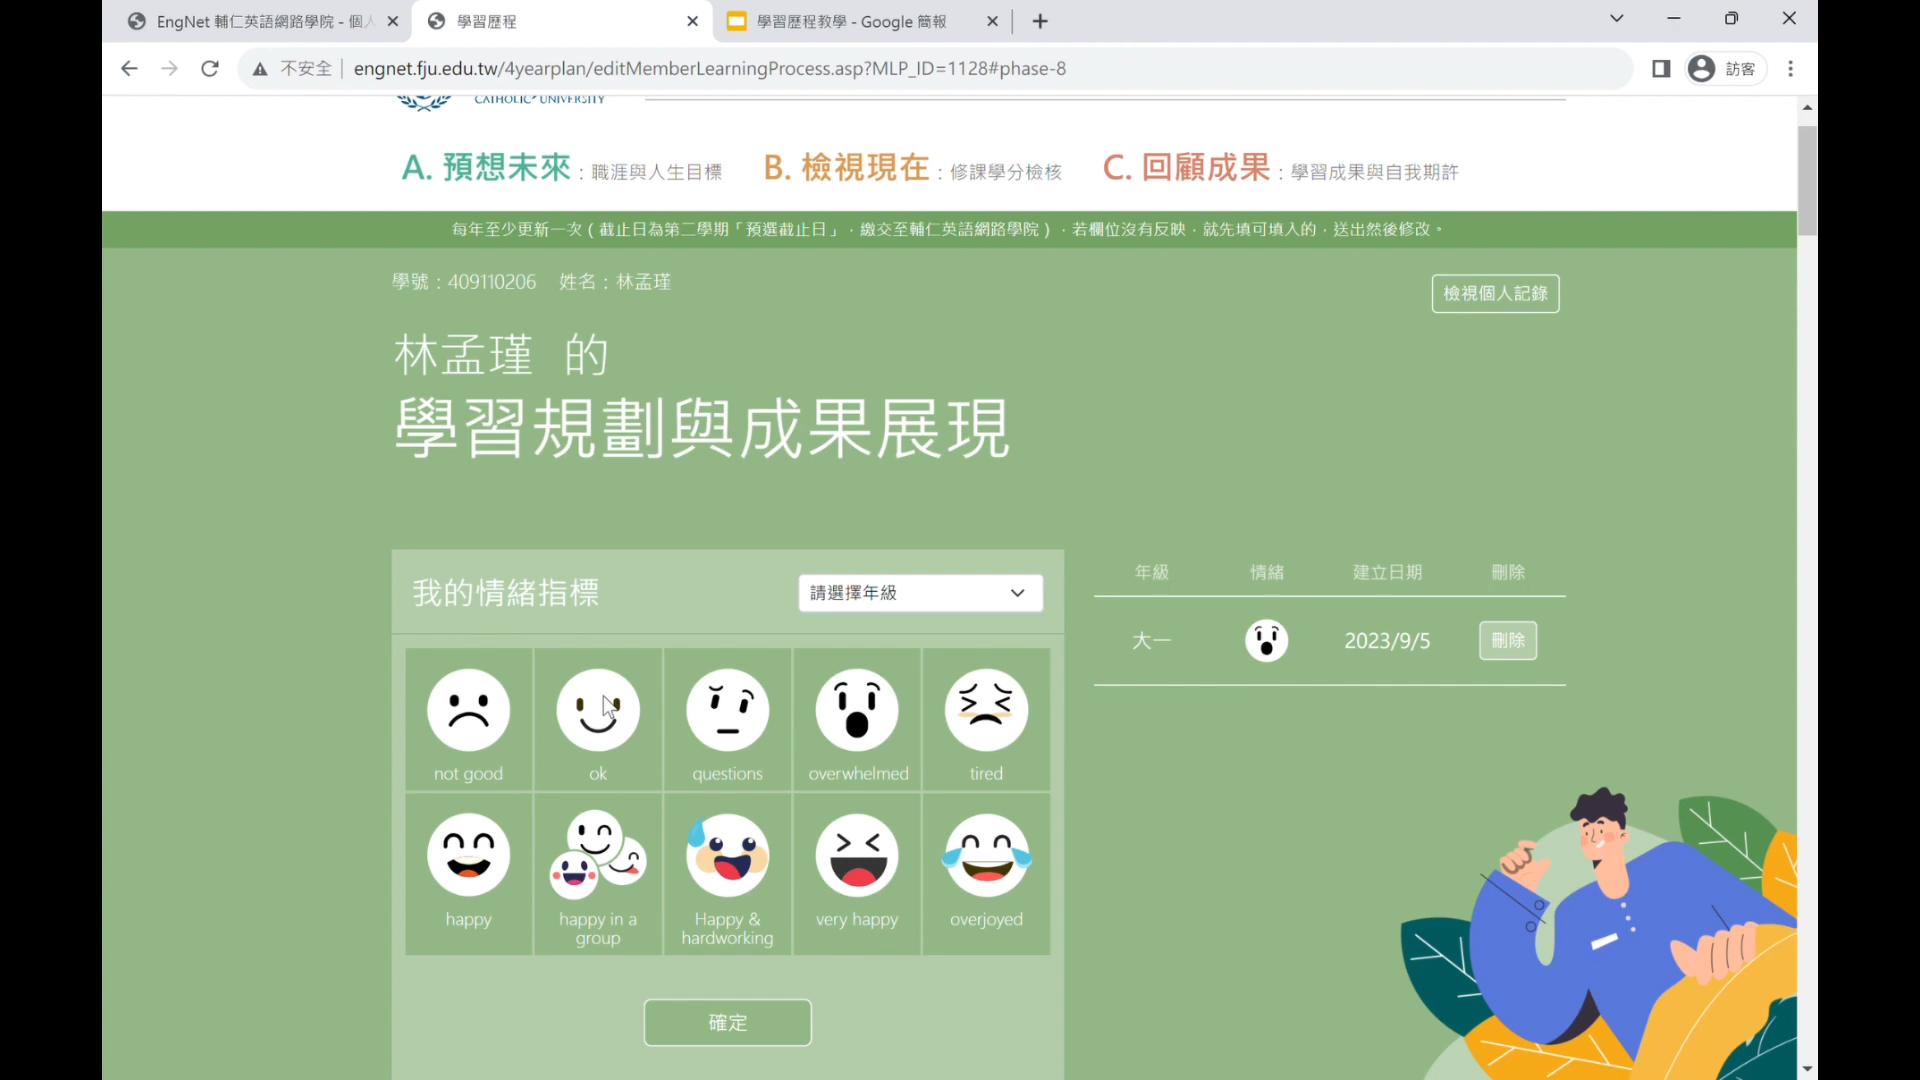 EngNet 輔仁英語網路學院 - 個人
學習歷程
學習歷程教學 - Google 簡報
不安全
engnet.fju.edu.tw/4yearplan/editMemberLearningProcess.asp?MLP_ID=1128#phase-8
訪客
CATHOLIC UNIVERSITY
A. 預想未來：職涯與人生目標
B. 檢視現在：修課學分檢核
C. 回顧成果：學習成果與自我期許
每年至少更新一次（截止日為第二學期「預選截止日」，繳交至輔仁英語網路學院），若欄位沒有反映，就先填可填入的，送出然後修改。
學號：409110206 姓名：林孟瑾
檢視個人記錄
林孟瑾 的
學習規劃與成果展現
我的情緒指標
請選擇年級
not good
ok
questions
overwhelmed
tired
happy
happy in a
group
Happy &
hardworking
very happy
overjoyed
確定
年級 情緒 建立日期 刪除
大一 2023/9/5 刪除